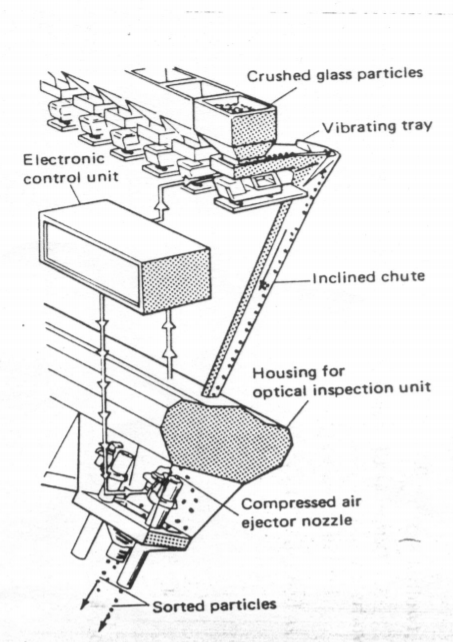 Crushed glass particles
Vibrating tray
Electronic
control unit
Inclined chute
Housing for
optical inspection unit
Compressed air
ejector nozzle
Sorted particles